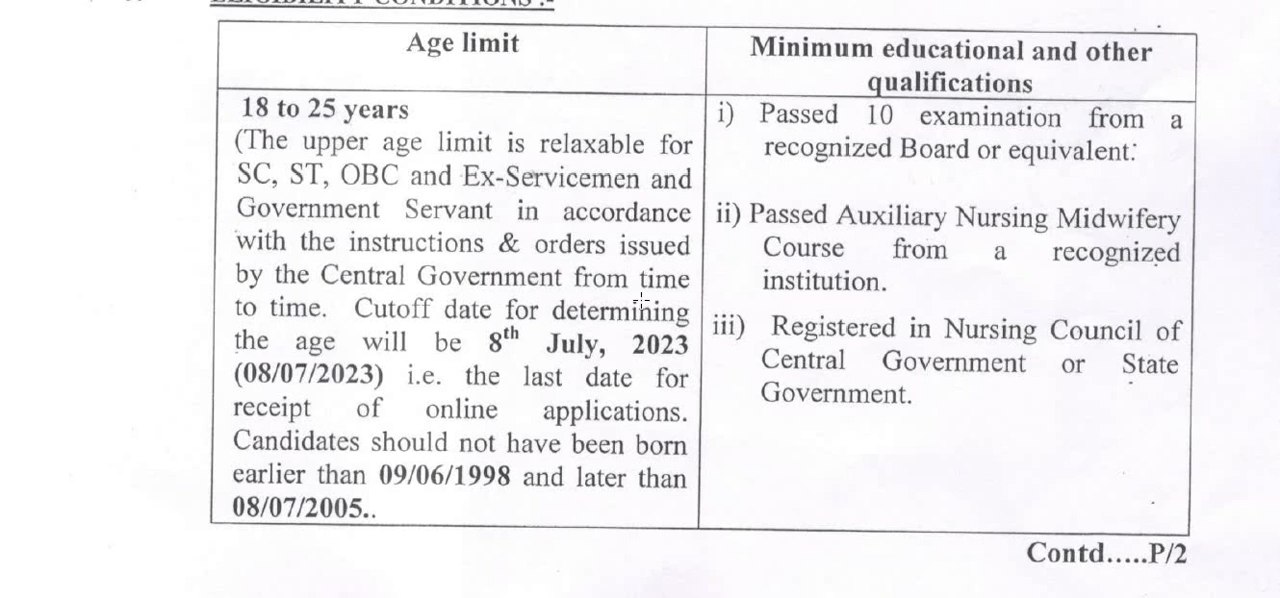 ELIGIBILITY CONDITIONS :-
Age limit
Minimum educational and other
qualifications
18 to 25 years
(The upper age limit is relaxable for
SC, ST, OBC and Ex-Servicemen and
Government Servant in accordance
with the instructions & orders issued
by the Central Government from time
to time. Cutoff date for determining
the age will be 8th July, 2023
(08/07/2023) i.e. the last date for
receipt of online applications.
Candidates should not have been born
earlier than 09/06/1998 and later than
08/07/2005..
i) Passed 10 examination from a
recognized Board or equivalent.
ii) Passed Auxiliary Nursing Midwifery
Course from a recognized
institution.
iii) Registered in Nursing Council of
Central Government or State
Government.
Contd.....P/2